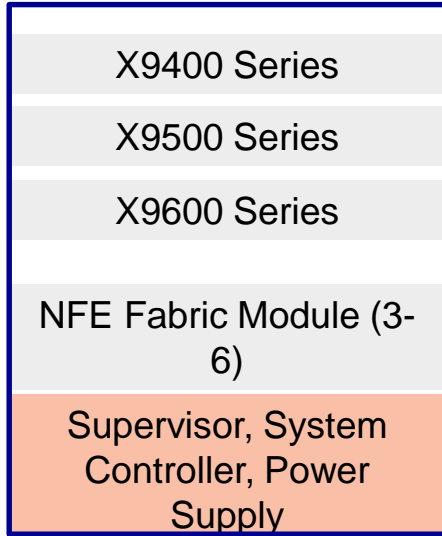 X9400 Series
X9500 Series
X9600 Series
NFE Fabric Module (3-
6)
Supervisor, System
Controller, Power
Supply